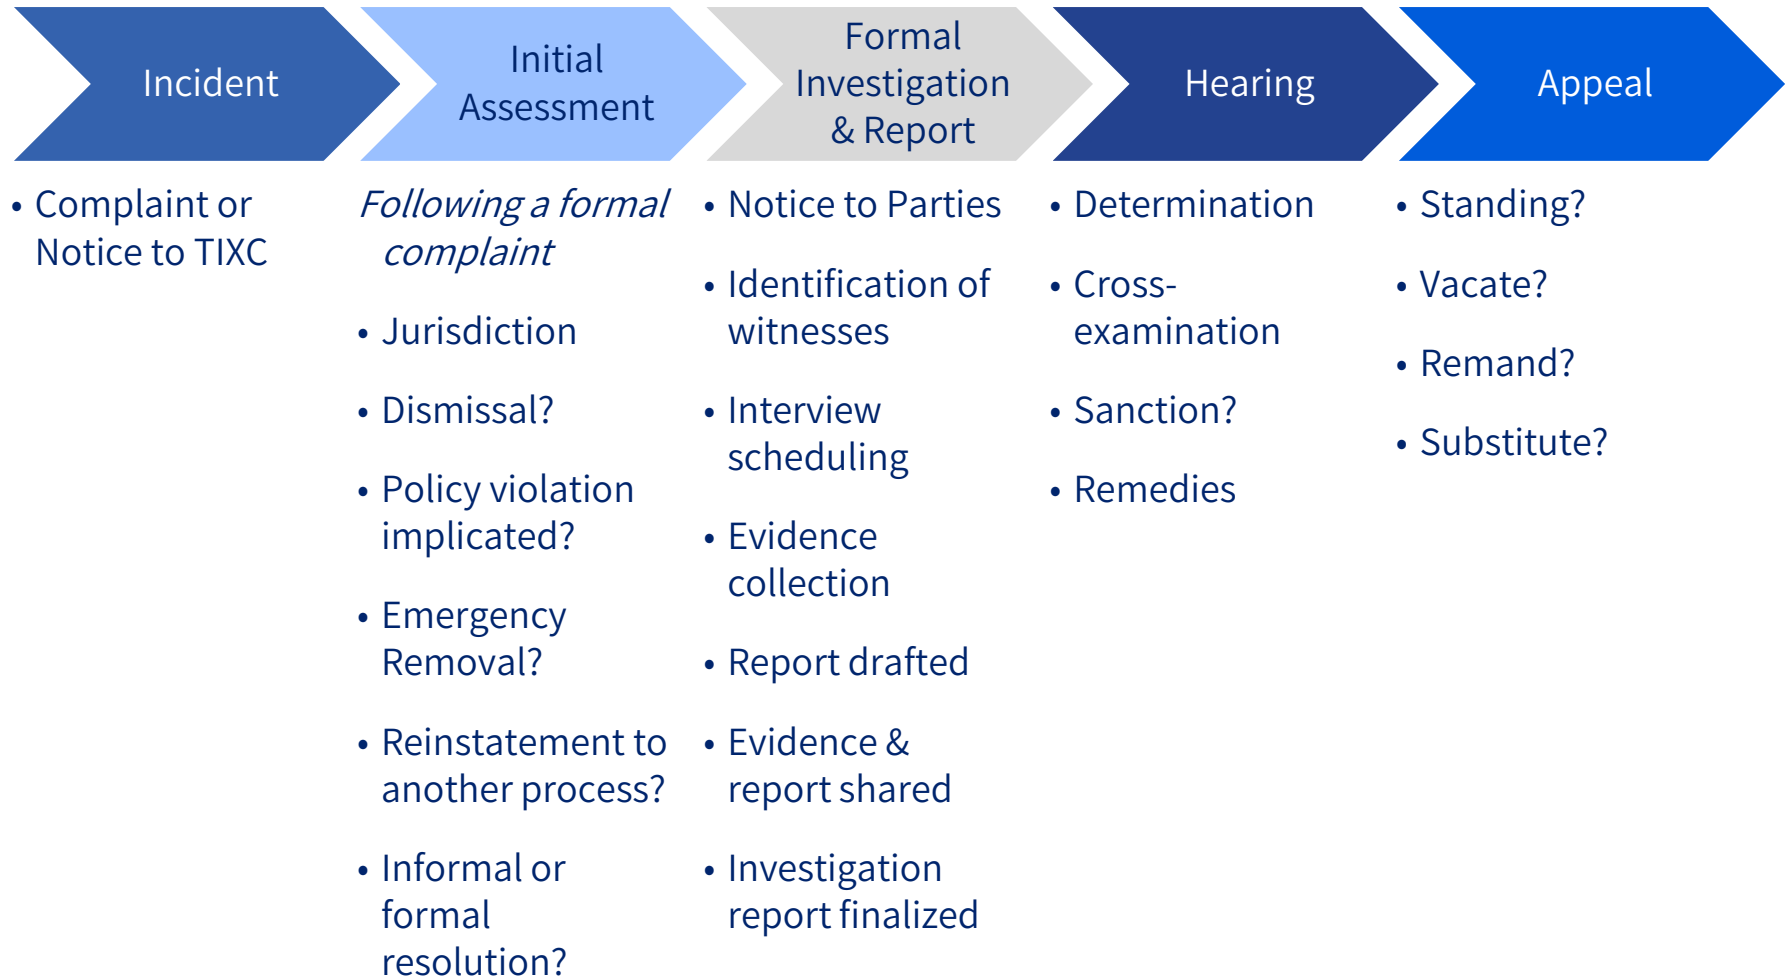 Incident
Initial
Assessment
Formal
Investigation
& Report
Hearing
Appeal
• Complaint or
Notice to TIXC
Following a formal
complaint
• Jurisdiction
• Dismissal?
• Policy violation
implicated?
• Emergency
Removal?
• Reinstatement to
another process?
• Informal or
formal
resolution?
• Notice to Parties
• Identification of
witnesses
• Interview
scheduling
• Evidence
collection
• Report drafted
• Evidence &
report shared
• Investigation
report finalized
• Determination
• Cross-
examination
• Sanction?
• Remedies
• Standing?
• Vacate?
• Remand?
• Substitute?